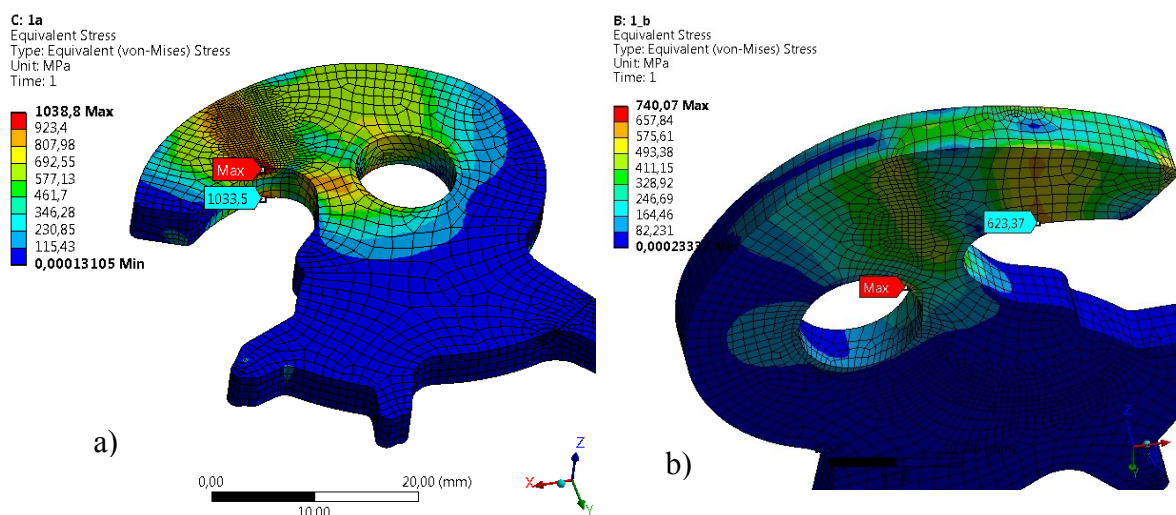 C: 1a
Equivalent Stress
Type: Equivalent (von-Mises) Stress
Unit: MPa
Time: 1
1038,8 Max
923,4
807,98
692,55
577,13
461,7
346,28
230,85
115,43
0,00013105 Min
Max
1033,5
a)
0,00
20,00 (mm)
10,00
X
Y
Z
B: 1_b
Equivalent Stress
Type: Equivalent (von-Mises) Stress
Unit: MPa
Time: 1
740,07 Max
657,84
575,61
493,38
411,15
328,92
246,69
164,46
82,231
623,37
Max
b)
Z